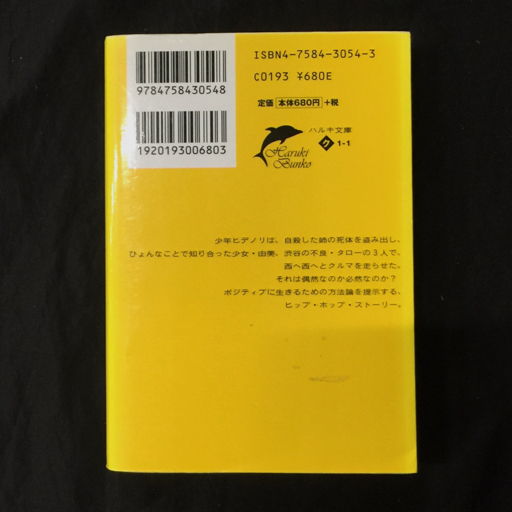 ISBN4-7584-3054-3
C0193 ¥680E
9784758430548
定価 本体680円 +税
1920193006803
ハルキ文庫
Haruki
Bunko
グ 1-1
少年ヒデノリは、自殺した姉の死体を盗み出し、
ひょんなことで知り合った少女・由美、渋谷の不良・タローの3人で、
西へ西へとクルマを走らせた。
それは偶然なのか必然なのか?
ポジティブに生きるための方法論を提示する、
ヒップ・ホップ・ストーリー。